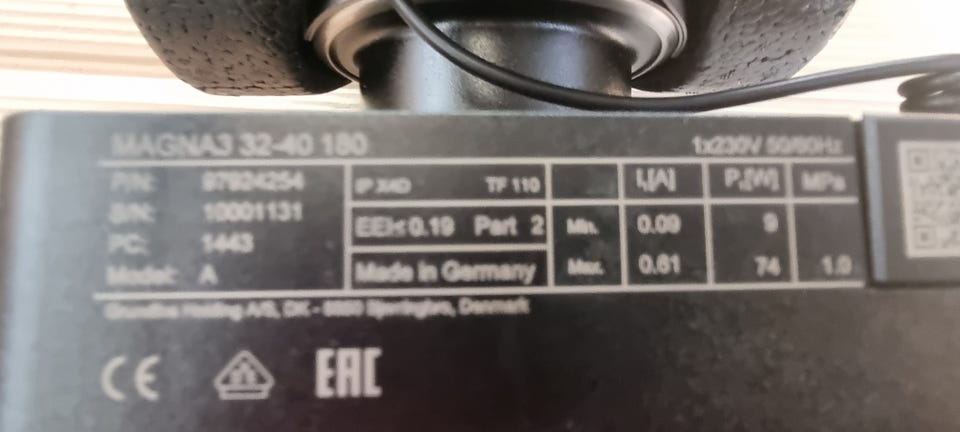 MAGNA3 32-40 180 1x230V 50/60Hz
P/N: 97924254 IP X4D TF 110 I₁[A] P₁[W] MPa
S/N: 10001131 EEI≤0.19 Part 2 Min. 0.09 9
PC: 1443
Model: A Made in Germany Max. 0.61 74 1.0
Grundfos Holding A/S, DK - 8850 Bjerringbro, Denmark
CE EAC